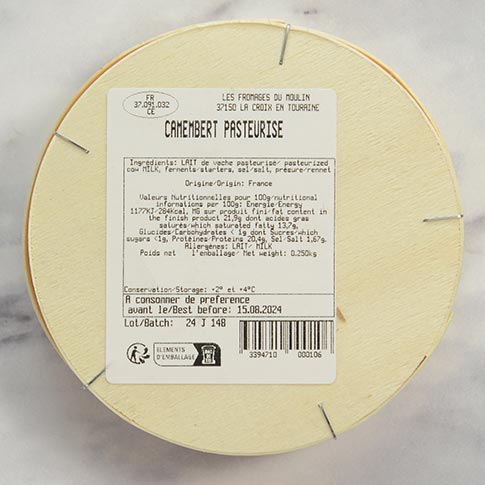 FR
37.091.032
CE
LES FROMAGES DU MOULIN
37150 LA CROIX EN TOURAINE
CAMEMBERT PASTEURISE
Ingrédients: LAIT de vache pasteurisé/ pasteurized
cow MILK, ferments/starters, sel/salt, présure/rennet
Origine/Origin: France
Valeurs Nutritionnelles pour 100g/nutritional
informations per 100g: Energie/Energy
1177KJ/284Kcal, MG sur produit fini/fat content in
the finish product 21,9g dont acides gras
saturés/which saturated fatty 13,7g,
Glucides/Carbohydrates < 1g dont Sucres/which
sugars <1g, Protéines/Proteins 20,4g, Sel/Salt 1,67g.
Allergènes: LAIT/ MILK
Poids net l'emballage/ Net weight: 0.250kg
Conservation/Storage: +2° et +4°C
A consommer de preference
avant le/Best before: 15.08.2024
Lot/Batch: 24 J 148
ELEMENTS
D'EMBALLAGE
3394710 000106